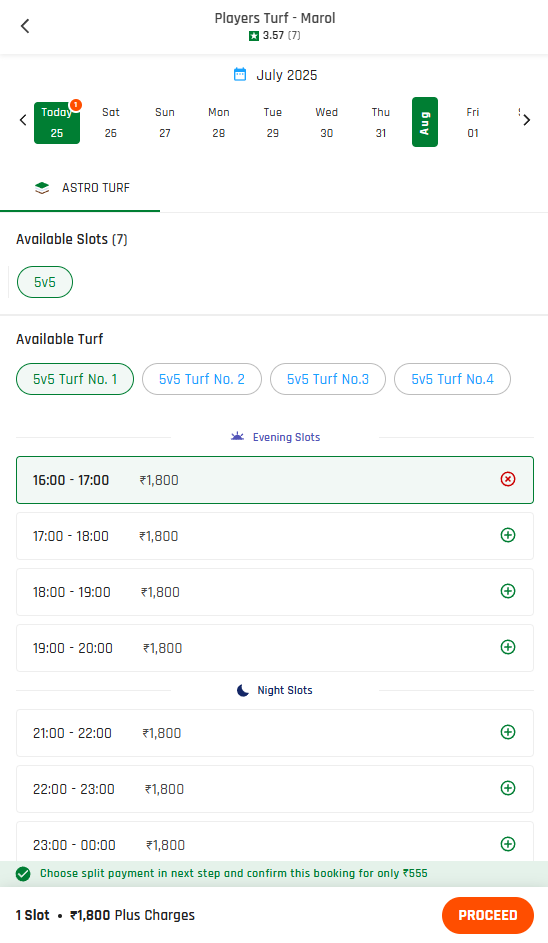 Players Turf - Marol
3.57 (7)
July 2025
Today 1 Sat Sun Mon Tue Wed Thu Aug Fri
25 26 27 28 29 30 31 01
ASTRO TURF
Available Slots (7)
5v5
Available Turf
5v5 Turf No. 1 5v5 Turf No. 2 5v5 Turf No.3 5v5 Turf No.4
Evening Slots
16:00 - 17:00 ₹1,800
17:00 - 18:00 ₹1,800
18:00 - 19:00 ₹1,800
19:00 - 20:00 ₹1,800
Night Slots
21:00 - 22:00 ₹1,800
22:00 - 23:00 ₹1,800
23:00 - 00:00 ₹1,800
Choose split payment in next step and confirm this booking for only ₹555
1 Slot • ₹1,800 Plus Charges PROCEED